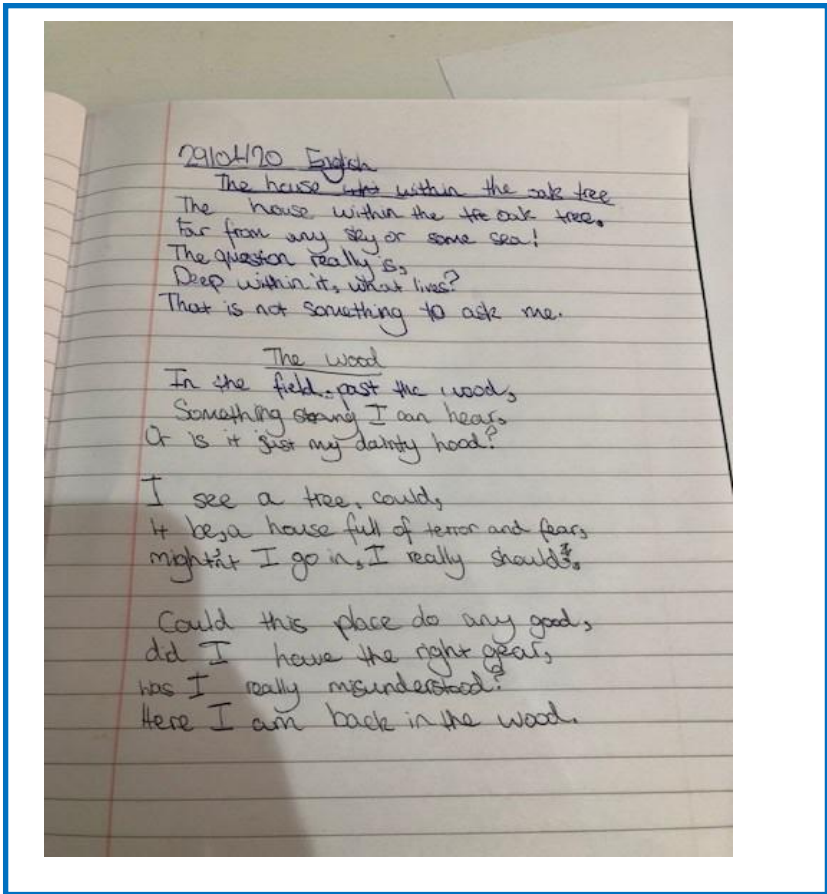 29/04/20 English
The house within the oak tree
The house within the oak tree.
Far from any sky or some sea!
The question really is,
Deep within it, what lives?
That is not something to ask me.
The wood
In the field past the wood,
Something I can hear,
Or is it just my dainty hood?
I see a tree, could,
It be, a house full of terror and fear,
might'nt I go in, I really should.
Could this place do any good,
did I have the right gear,
was I really misunderstood?
Here I am back in the wood.